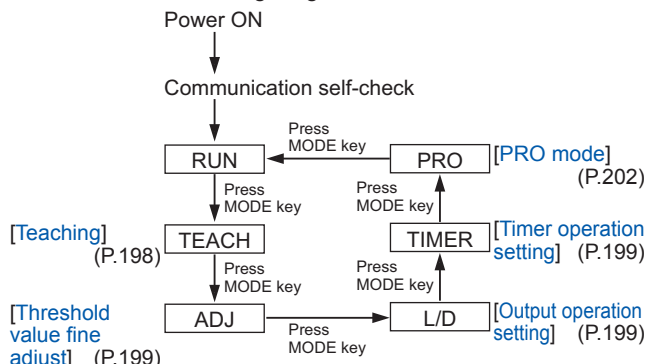 Power ON
Communication self-check
RUN
Press
MODE key
PRO
[PRO mode]
(P.202)
Press
MODE key
Press
MODE key
[Teaching]
(P.198)
TEACH
TIMER
[Timer operation
setting] (P.199)
Press
MODE key
Press
MODE key
[Threshold
value fine
adjust] (P.199)
ADJ
Press
MODE key
L/D
[Output operation
setting] (P.199)